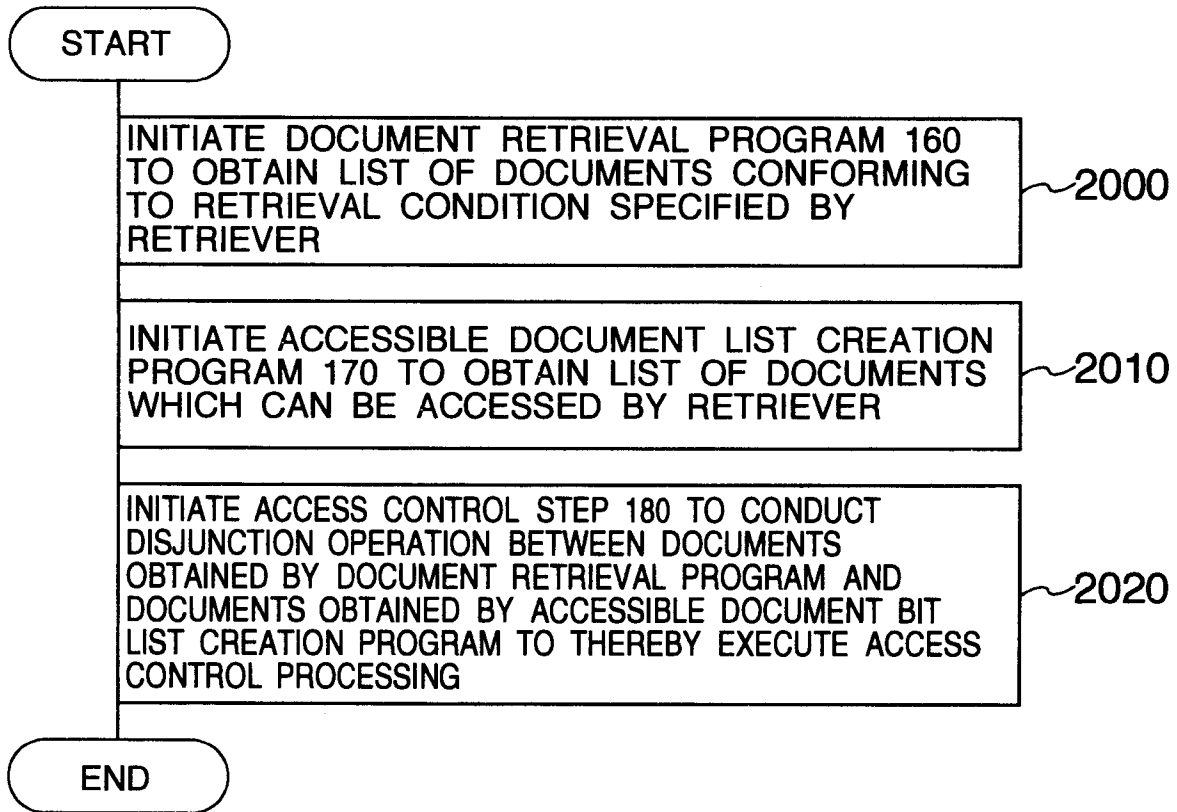 START
INITIATE DOCUMENT RETRIEVAL PROGRAM 160
TO OBTAIN LIST OF DOCUMENTS CONFORMING
TO RETRIEVAL CONDITION SPECIFIED BY
RETRIEVER
2000
INITIATE ACCESSIBLE DOCUMENT LIST CREATION
PROGRAM 170 TO OBTAIN LIST OF DOCUMENTS
WHICH CAN BE ACCESSED BY RETRIEVER
2010
INITIATE ACCESS CONTROL STEP 180 TO CONDUCT
DISJUNCTION OPERATION BETWEEN DOCUMENTS
OBTAINED BY DOCUMENT RETRIEVAL PROGRAM AND
DOCUMENTS OBTAINED BY ACCESSIBLE DOCUMENT BIT
LIST CREATION PROGRAM TO THEREBY EXECUTE ACCESS
CONTROL PROCESSING
2020
END